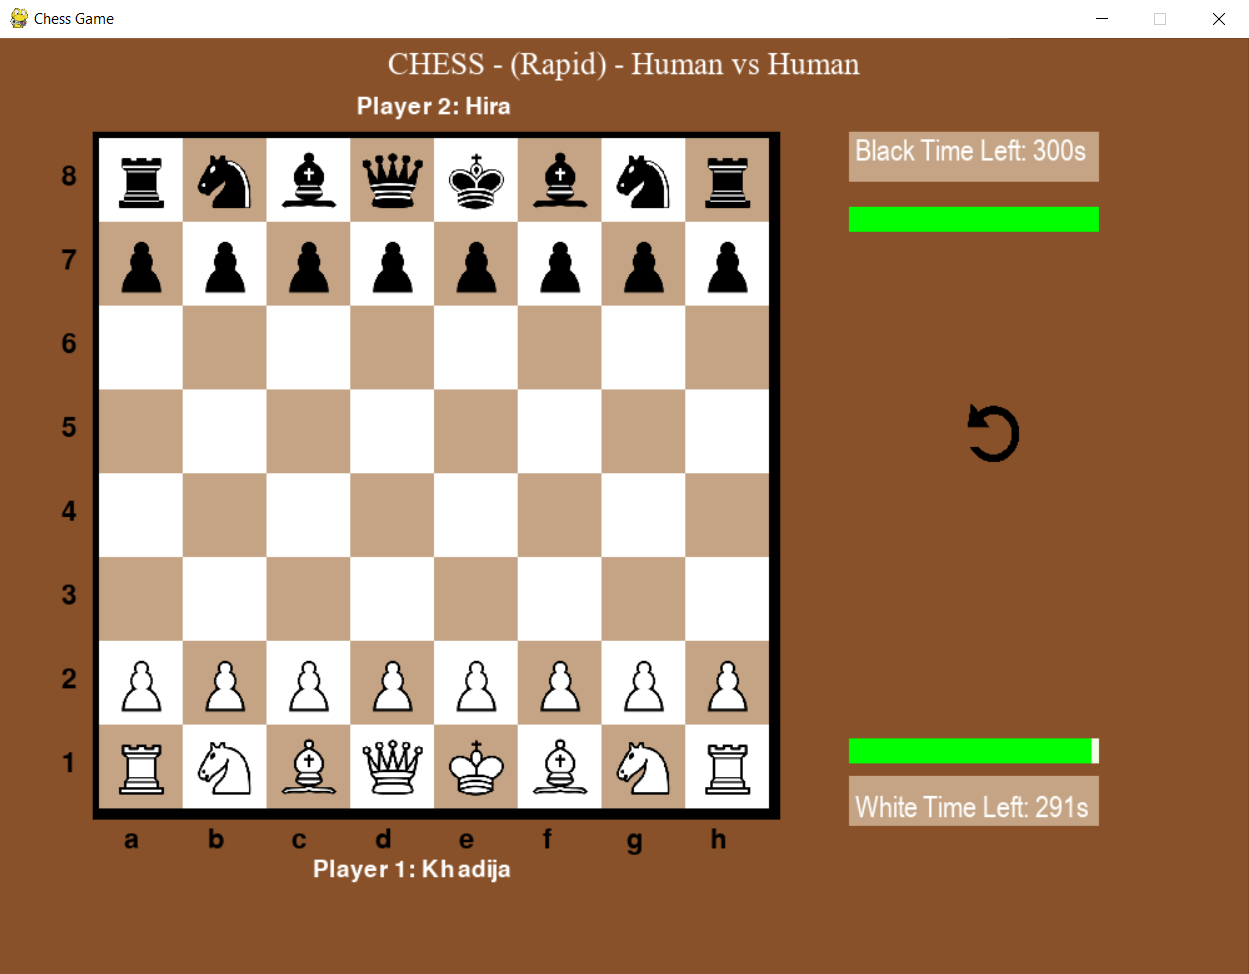 Chess Game
CHESS - (Rapid) - Human vs Human
Player 2: Hira
Black Time Left: 300s
8
7
6
5
4
3
2
1
White Time Left: 291s
a b c d e f g h
Player 1: Khadija